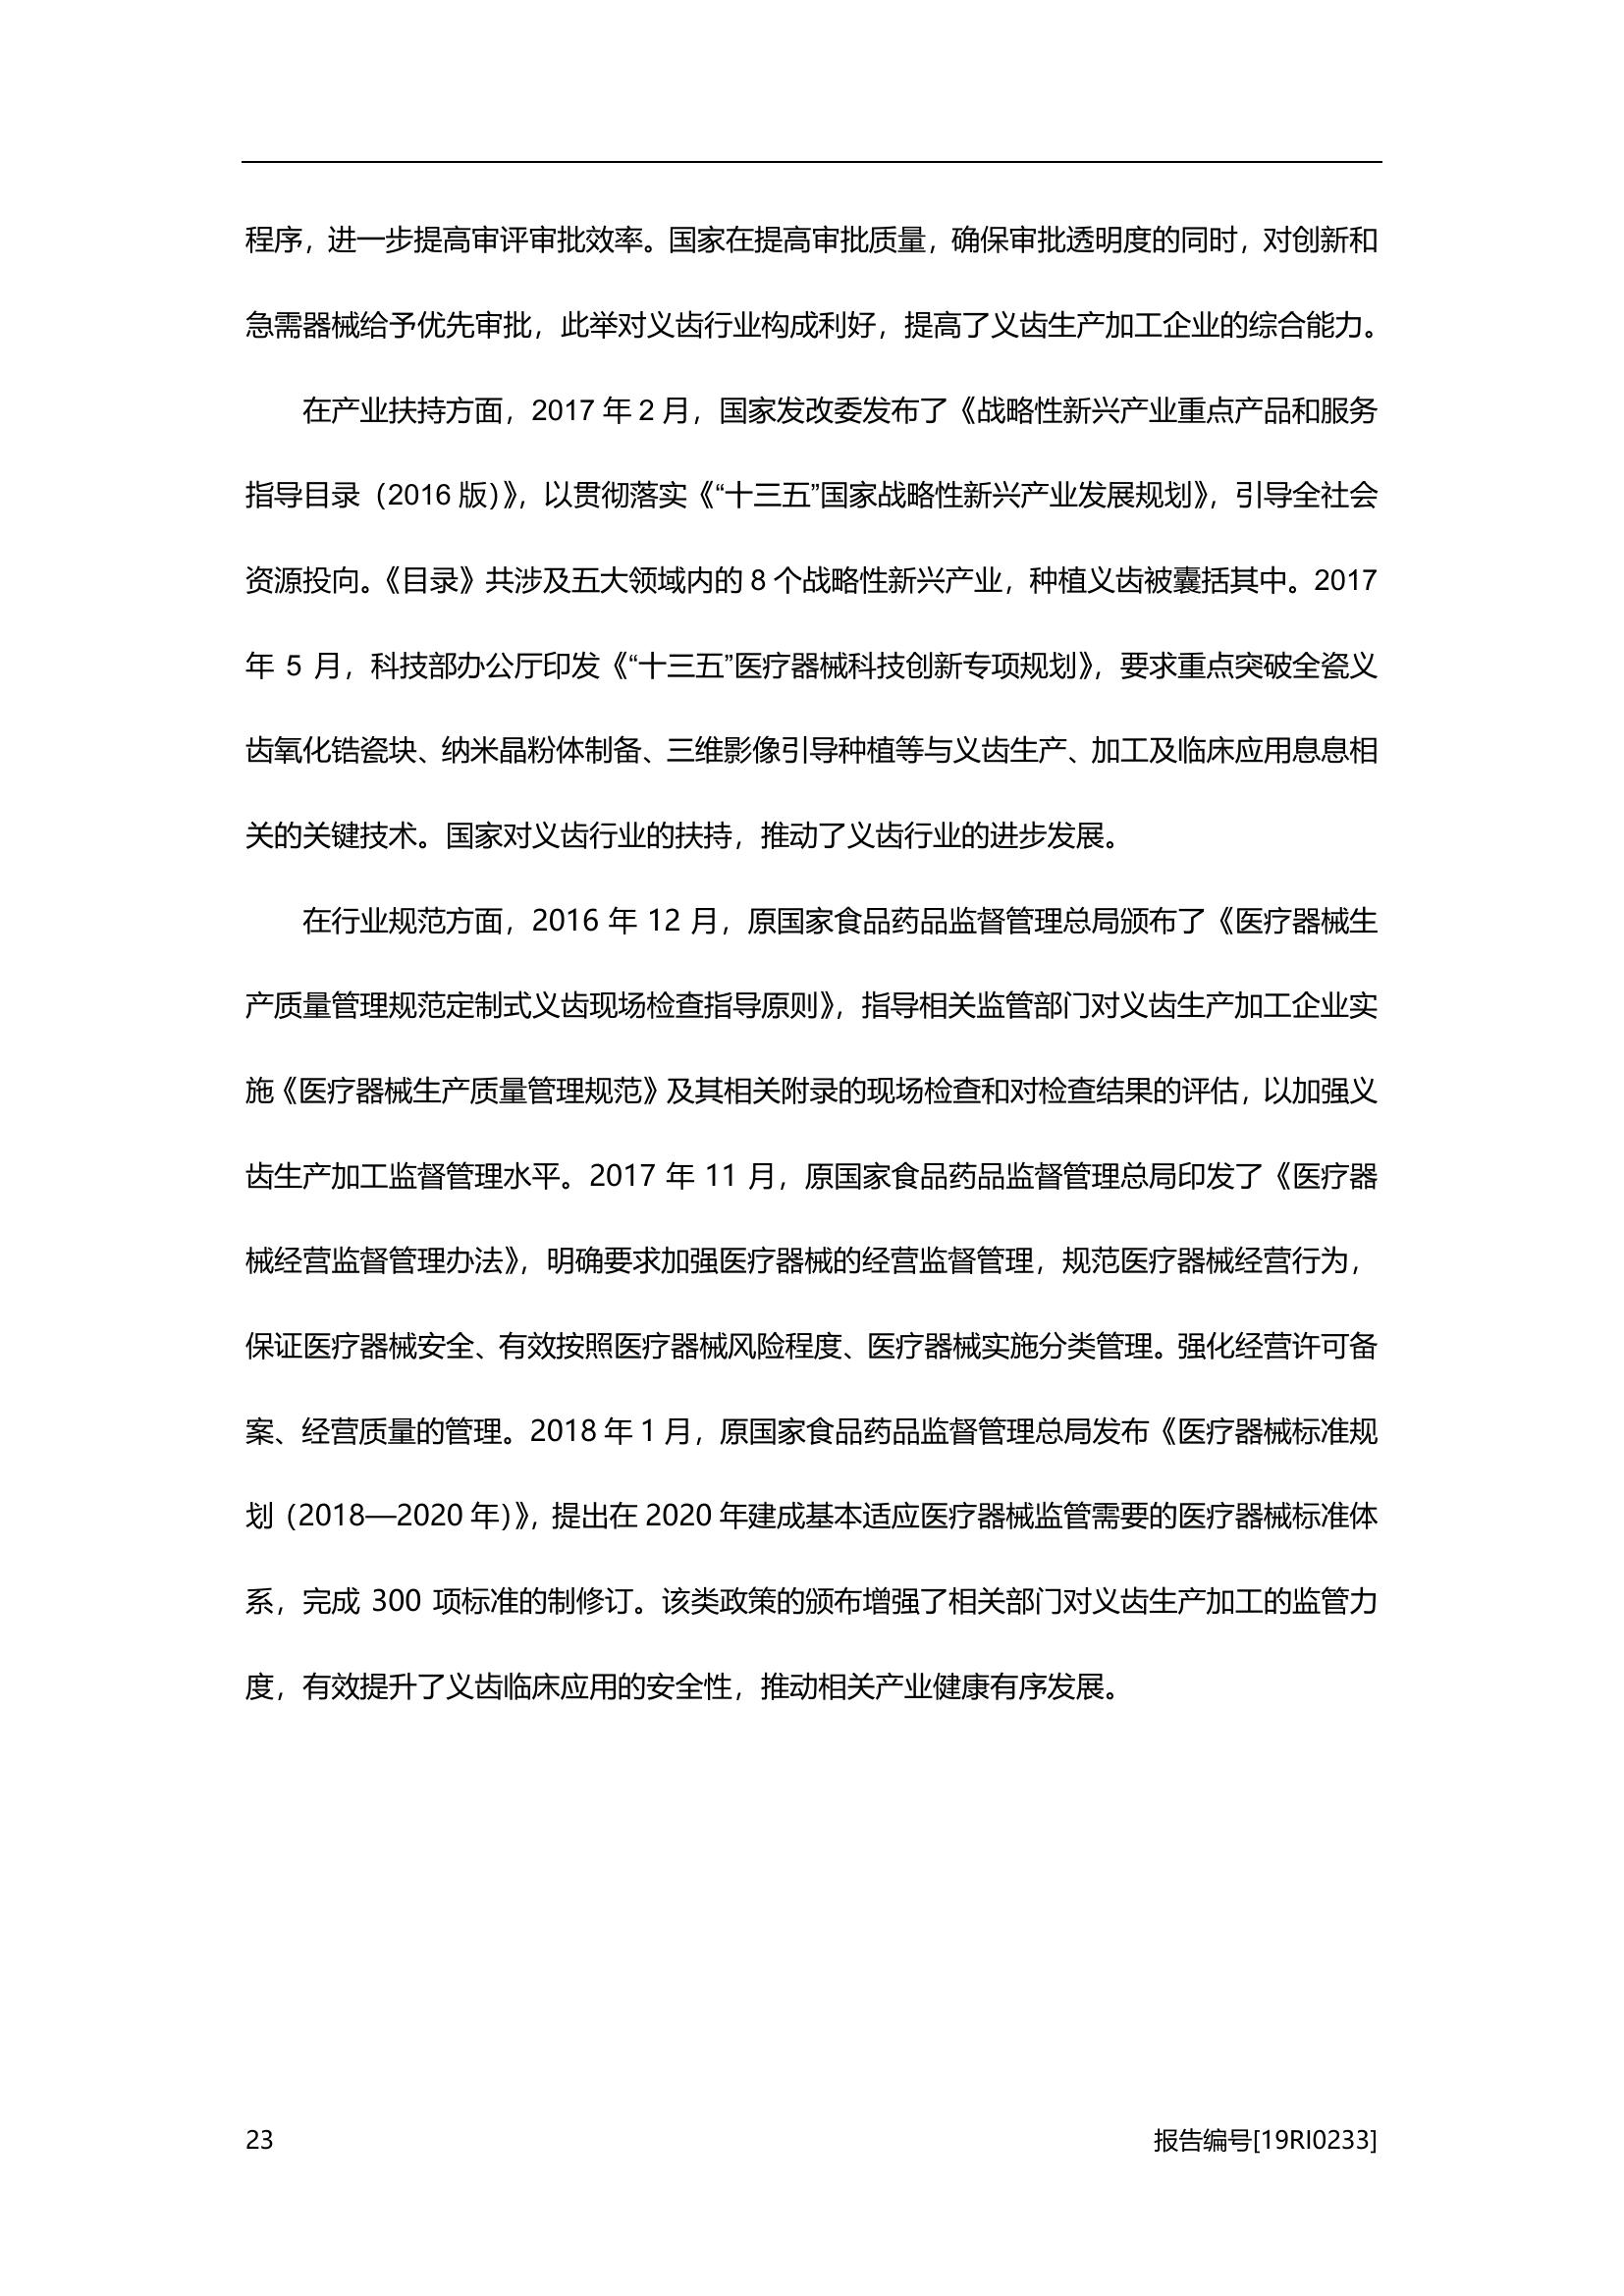 程序，进一步提高审评审批效率。国家在提高审批质量，确保审批透明度的同时，对创新和
急需器械给予优先审批，此举对义齿行业构成利好，提高了义齿生产加工企业的综合能力。
在产业扶持方面，2017 年 2 月，国家发改委发布了《战略性新兴产业重点产品和服务
指导目录（2016 版）》，以贯彻落实《“十三五”国家战略性新兴产业发展规划》，引导全社会
资源投向。《目录》共涉及五大领域内的 8 个战略性新兴产业，种植义齿被囊括其中。2017
年 5 月，科技部办公厅印发《“十三五”医疗器械科技创新专项规划》，要求重点突破全瓷义
齿氧化锆瓷块、纳米晶粉体制备、三维影像引导种植等与义齿生产、加工及临床应用息息相
关的关键技术。国家对义齿行业的扶持，推动了义齿行业的进步发展。
在行业规范方面，2016 年 12 月，原国家食品药品监督管理总局颁布了《医疗器械生
产质量管理规范定制式义齿现场检查指导原则》，指导相关监管部门对义齿生产加工企业实
施《医疗器械生产质量管理规范》及其相关附录的现场检查和对检查结果的评估，以加强义
齿生产加工监督管理水平。2017 年 11 月，原国家食品药品监督管理总局印发了《医疗器
械经营监督管理办法》，明确要求加强医疗器械的经营监督管理，规范医疗器械经营行为，
保证医疗器械安全、有效按照医疗器械风险程度、医疗器械实施分类管理。强化经营许可备
案、经营质量的管理。2018 年 1 月，原国家食品药品监督管理总局发布《医疗器械标准规
划（2018—2020 年）》，提出在 2020 年建成基本适应医疗器械监管需要的医疗器械标准体
系，完成 300 项标准的制修订。该类政策的颁布增强了相关部门对义齿生产加工的监管力
度，有效提升了义齿临床应用的安全性，推动相关产业健康有序发展。
23
报告编号[19RI0233]